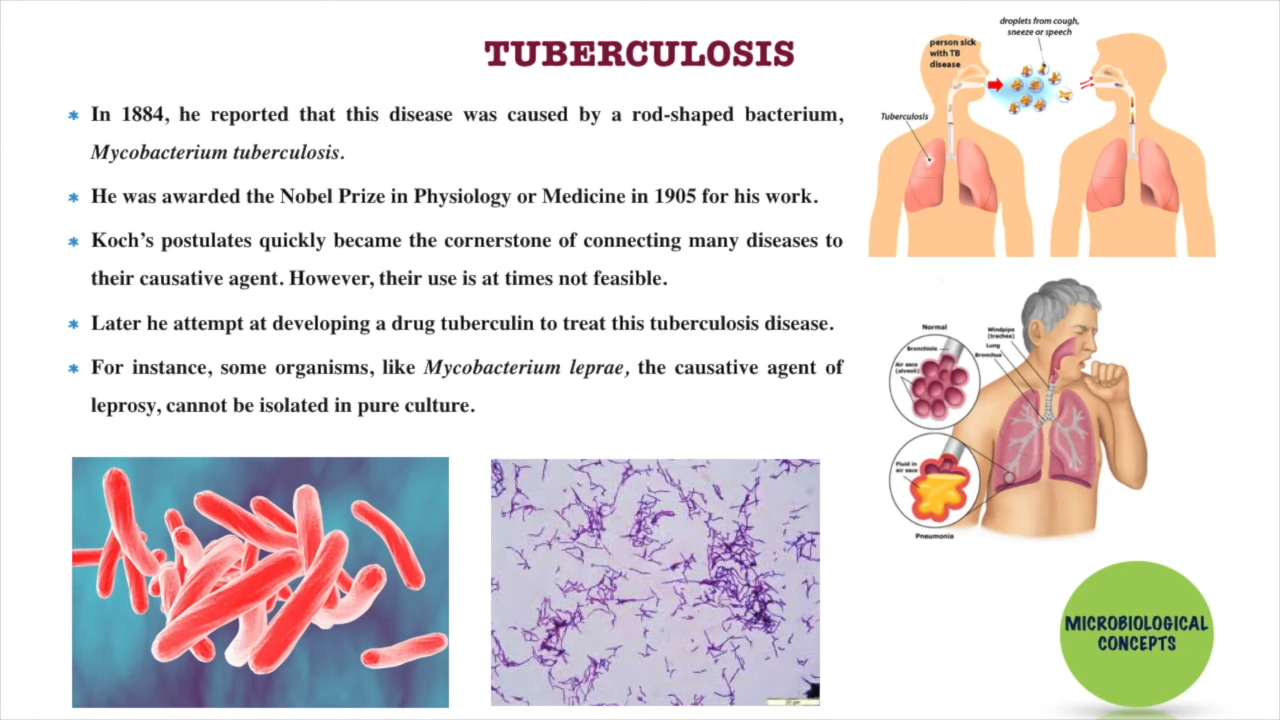 TUBERCULOSIS
In 1884, he reported that this disease was caused by a rod-shaped bacterium,
Mycobacterium tuberculosis.
He was awarded the Nobel Prize in Physiology or Medicine in 1905 for his work.
Koch's postulates quickly became the cornerstone of connecting many diseases to
their causative agent. However, their use is at times not feasible.
Later he attempt at developing a drug tuberculin to treat this tuberculosis disease.
For instance, some organisms, like Mycobacterium leprae, the causative agent of
leprosy, cannot be isolated in pure culture.
droplets from cough,
sneeze or speech
person sick
with TB
disease
Tuberculosis
Normal
Bronchiole
Air sacs
(alveoli)
Windpipe
(trachea)
Lung
Bronchus
Fluid in
air sacs
Pneumonia
MICROBIOLOGICAL
CONCEPTS